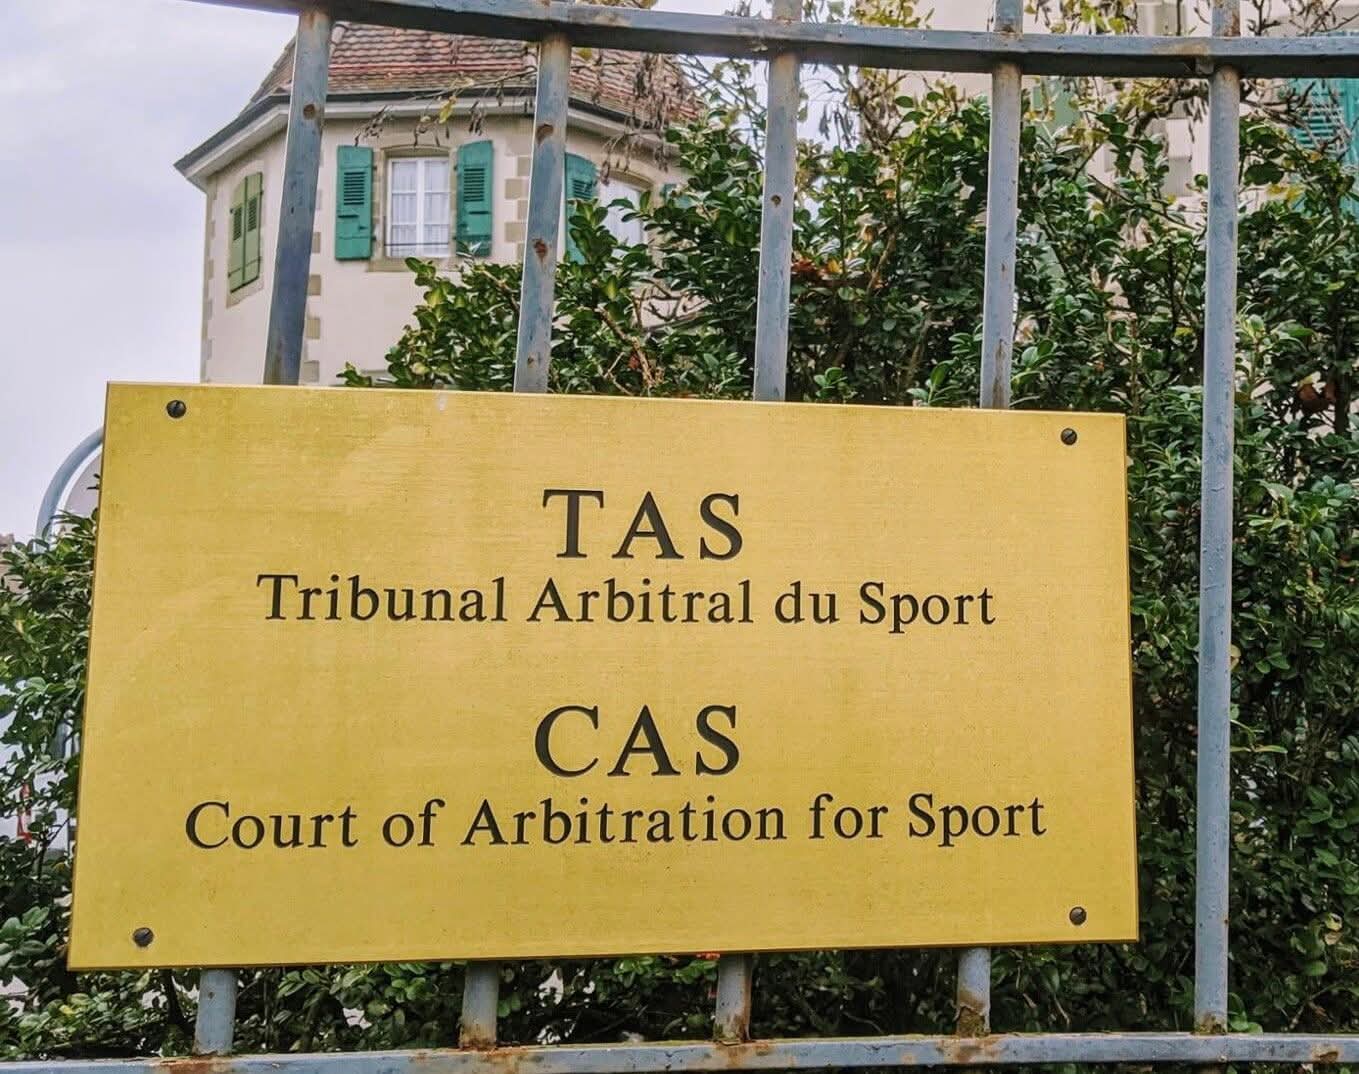 TAS
Tribunal Arbitral du Sport
CAS
Court of Arbitration for Sport